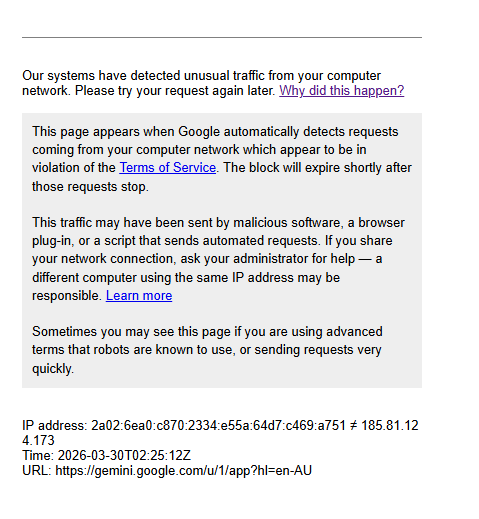 Our systems have detected unusual traffic from your computer
network. Please try your request again later. Why did this happen?
This page appears when Google automatically detects requests
coming from your computer network which appear to be in
violation of the Terms of Service. The block will expire shortly after
those requests stop.
This traffic may have been sent by malicious software, a browser
plug-in, or a script that sends automated requests. If you share
your network connection, ask your administrator for help — a
different computer using the same IP address may be
responsible. Learn more
Sometimes you may see this page if you are using advanced
terms that robots are known to use, or sending requests very
quickly.
IP address: 2a02:6ea0:c870:2334:e55a:64d7:c469:a751 ≠ 185.81.12
4.173
Time: 2026-03-30T02:25:12Z
URL: https://gemini.google.com/u/1/app?hl=en-AU